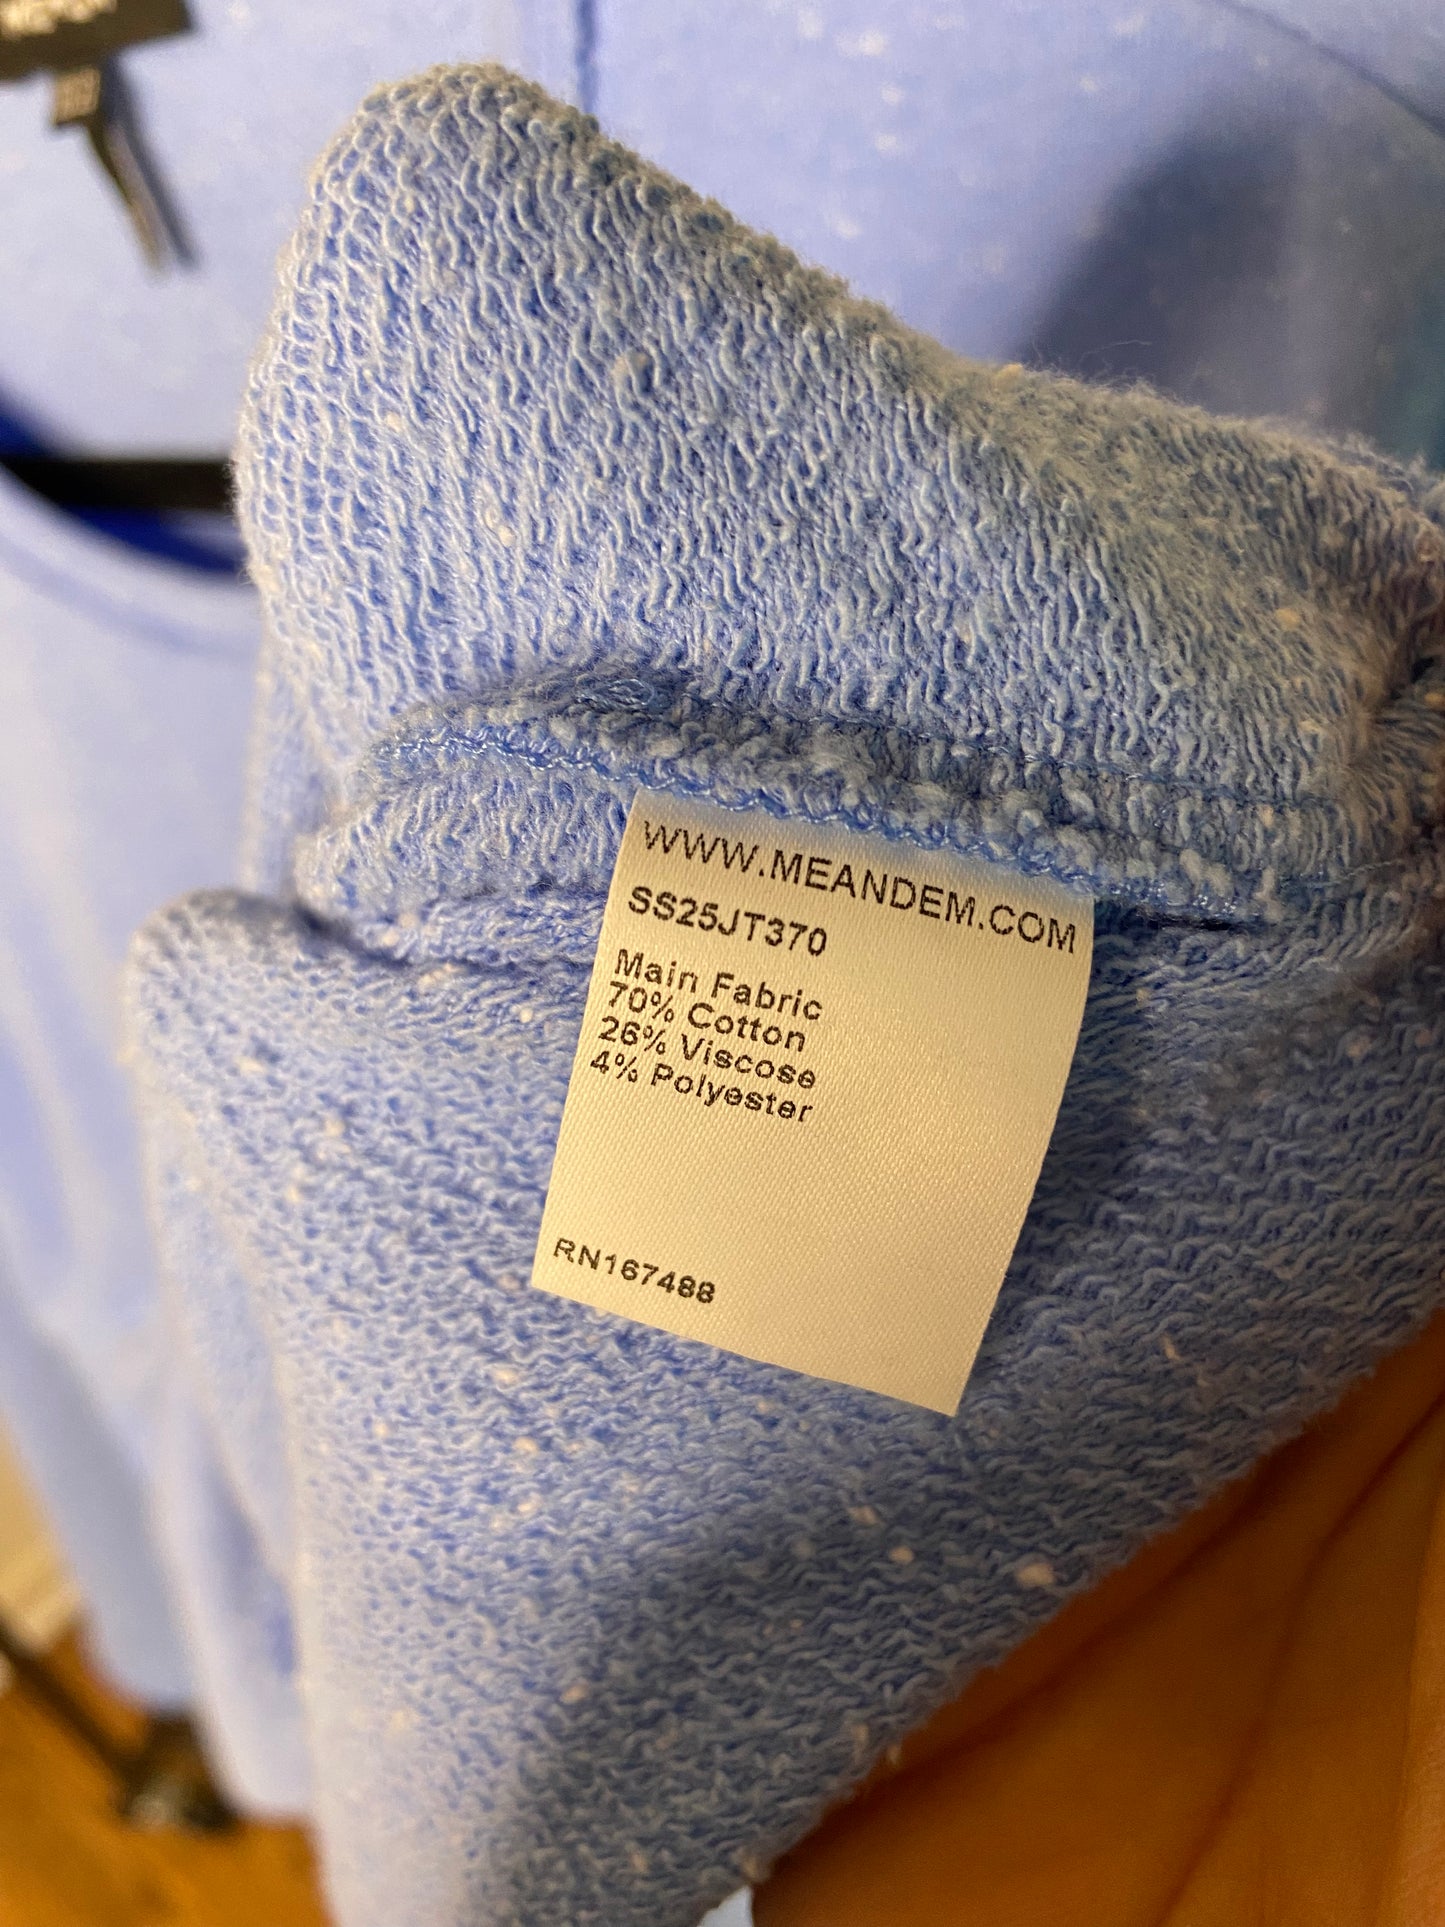 WWW.MEANDEM.COM
SS25JT370
Main Fabric
70% Cotton
26% Viscose
4% Polyester
RN167488